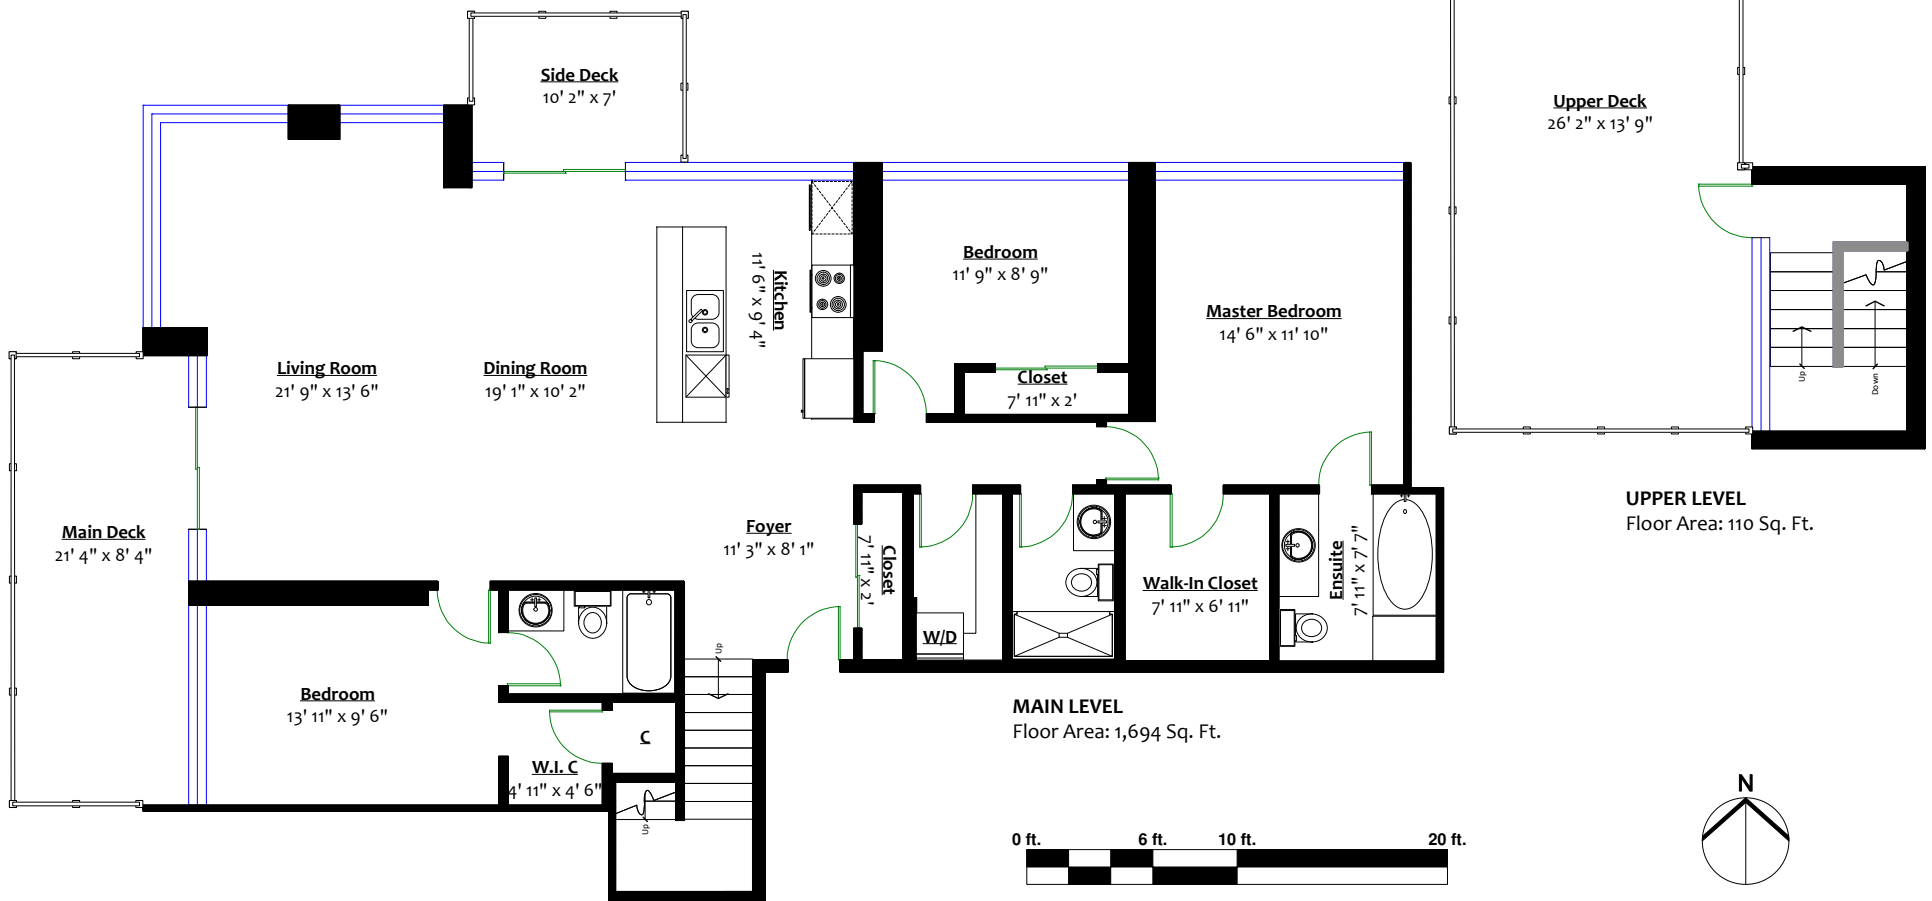 Side Deck
10' 2" x 7'
Upper Deck
26' 2" x 13' 9"
Kitchen
11' 6" x 9' 4"
Bedroom
11' 9" x 8' 9"
Master Bedroom
14' 6" x 11' 10"
Living Room
21' 9" x 13' 6"
Dining Room
19' 1" x 10' 2"
Closet
7' 11" x 2'
Up
Down
UPPER LEVEL
Floor Area: 110 Sq. Ft.
Main Deck
21' 4" x 8' 4"
Foyer
11' 3" x 8' 1"
Closet
7' 11" x 2'
W/D
Walk-In Closet
7' 11" x 6' 11"
Ensuite
7' 11" x 7' 7"
Up
Bedroom
13' 11" x 9' 6"
C
W.I. C
4' 11" x 4' 6"
Up
MAIN LEVEL
Floor Area: 1,694 Sq. Ft.
0 ft. 6 ft. 10 ft. 20 ft.
N